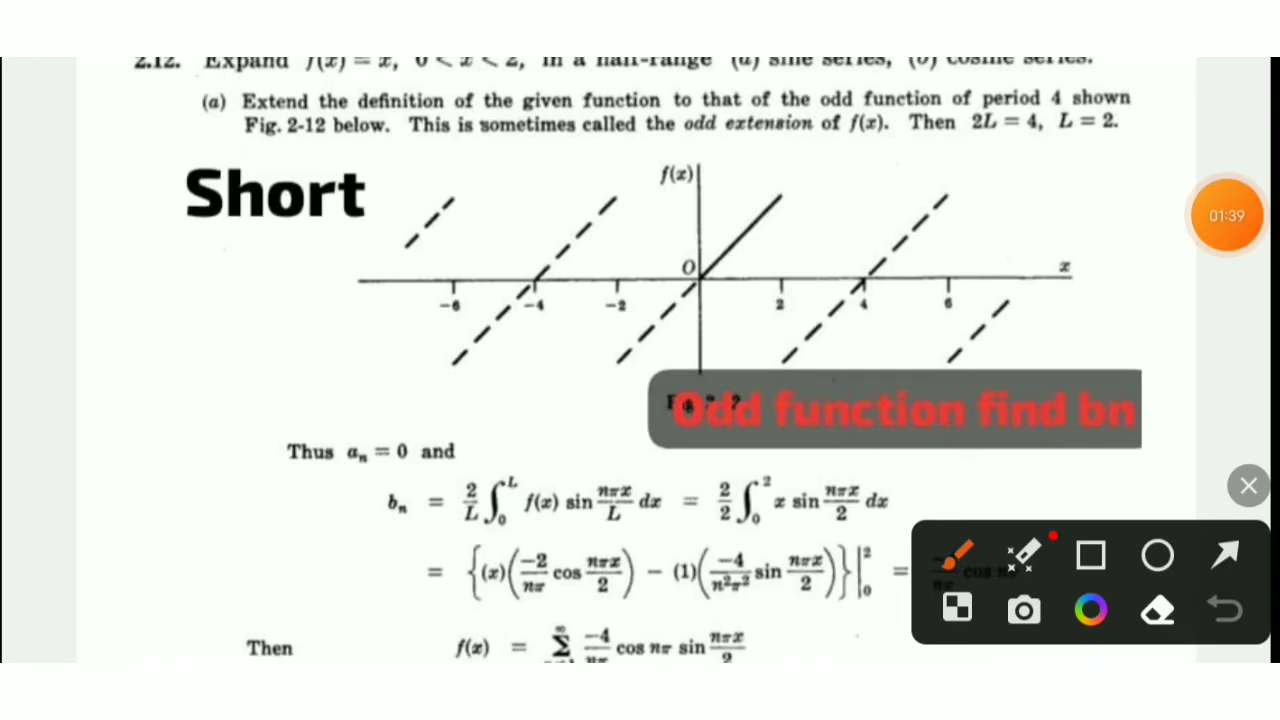 2.12. Expand f(x) = x, 0 < x < 2, in a half-range (a) sine series, (b) cosine series.
(a) Extend the definition of the given function to that of the odd function of period 4 shown
Fig. 2-12 below. This is sometimes called the odd extension of f(x). Then 2L = 4, L = 2.
Short
01:39
f(x)
O
x
-6 -4 -2 2 4 6
Odd function find bn
Thus aₙ = 0 and
bₙ = 2/L ∫₀ᴸ f(x) sin nπx/L dx = 2/2 ∫₀² x sin nπx/2 dx
= {(x)(-2/nπ cos nπx/2) - (1)(-4/n²π² sin nπx/2)}|₀² =
Then f(x) = ∑ -4/nπ cos nπ sin nπx/2